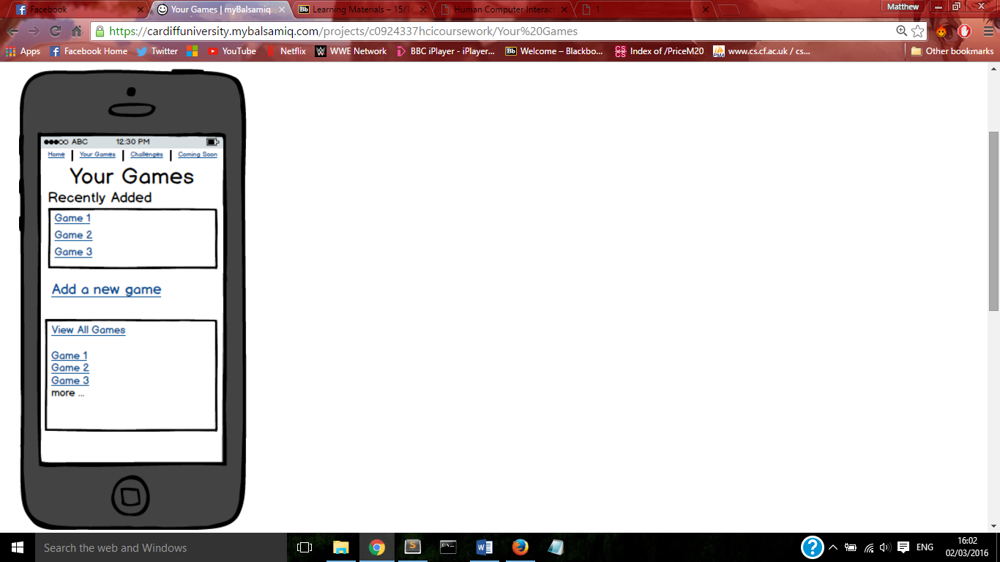 Facebook
Your Games | myBalsamiq
Learning Materials – 15/1
Human Computer Interact
1
Matthew
https://cardiffuniversity.mybalsamiq.com/projects/c0924337hcicoursework/Your%20Games
Apps
Facebook Home
Twitter
YouTube
Netflix
WWE Network
BBC iPlayer - iPlayer...
Bb Welcome – Blackbo...
Index of /PriceM20
www.cs.cf.ac.uk / cs...
Other bookmarks
ABC 12:30 PM
Home | Your Games | Challenges | Coming Soon
Your Games
Recently Added
Game 1
Game 2
Game 3
Add a new game
View All Games
Game 1
Game 2
Game 3
more ...
Search the web and Windows
ENG
16:02
02/03/2016